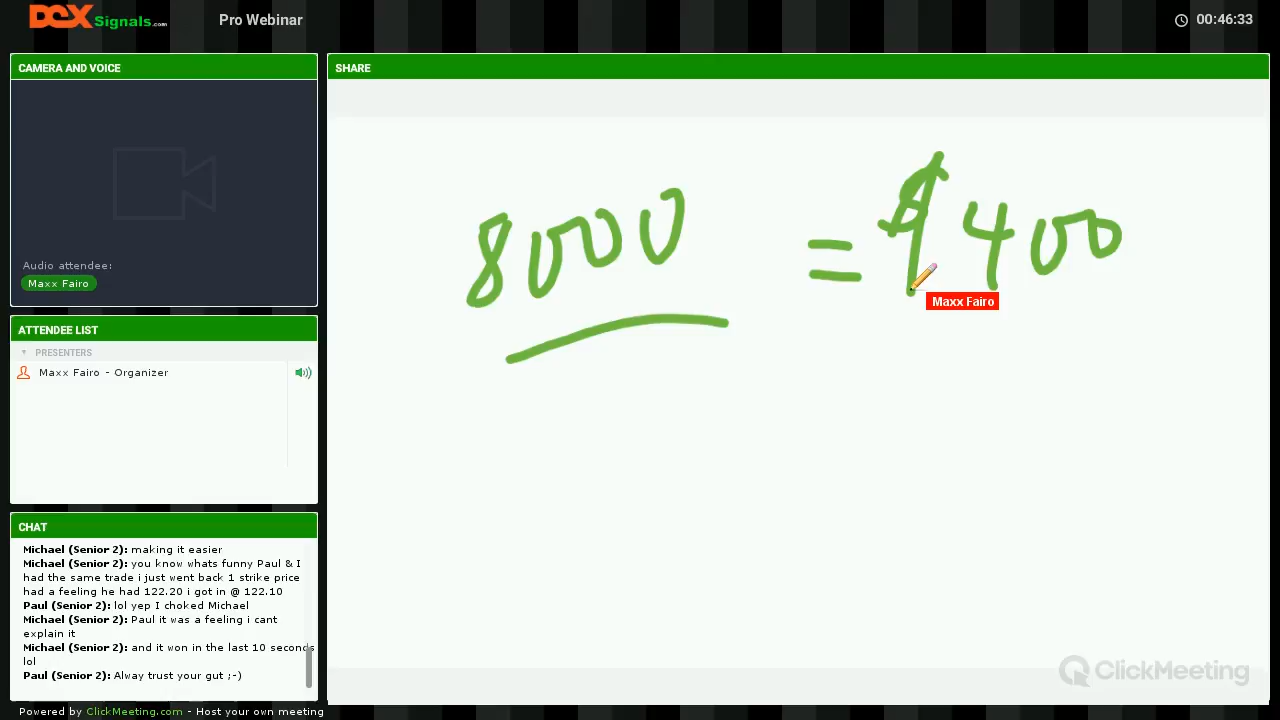 DCXSignals.com
Pro Webinar
00:46:33
CAMERA AND VOICE
Audio attendee:
Maxx Fairo
ATTENDEE LIST
PRESENTERS
Maxx Fairo - Organizer
CHAT
Michael (Senior 2): making it easier
Michael (Senior 2): you know whats funny Paul & I
had the same trade i just went back 1 strike price
had a feeling he had 122.20 i got in @ 122.10
Paul (Senior 2): lol yep I choked Michael
Michael (Senior 2): Paul it was a feeling i cant
explain it
Michael (Senior 2): and it won in the last 10 seconds
lol
Paul (Senior 2): Alway trust your gut ;-)
SHARE
8000 = $400
Maxx Fairo
ClickMeeting
Powered by ClickMeeting.com - Host your own meeting